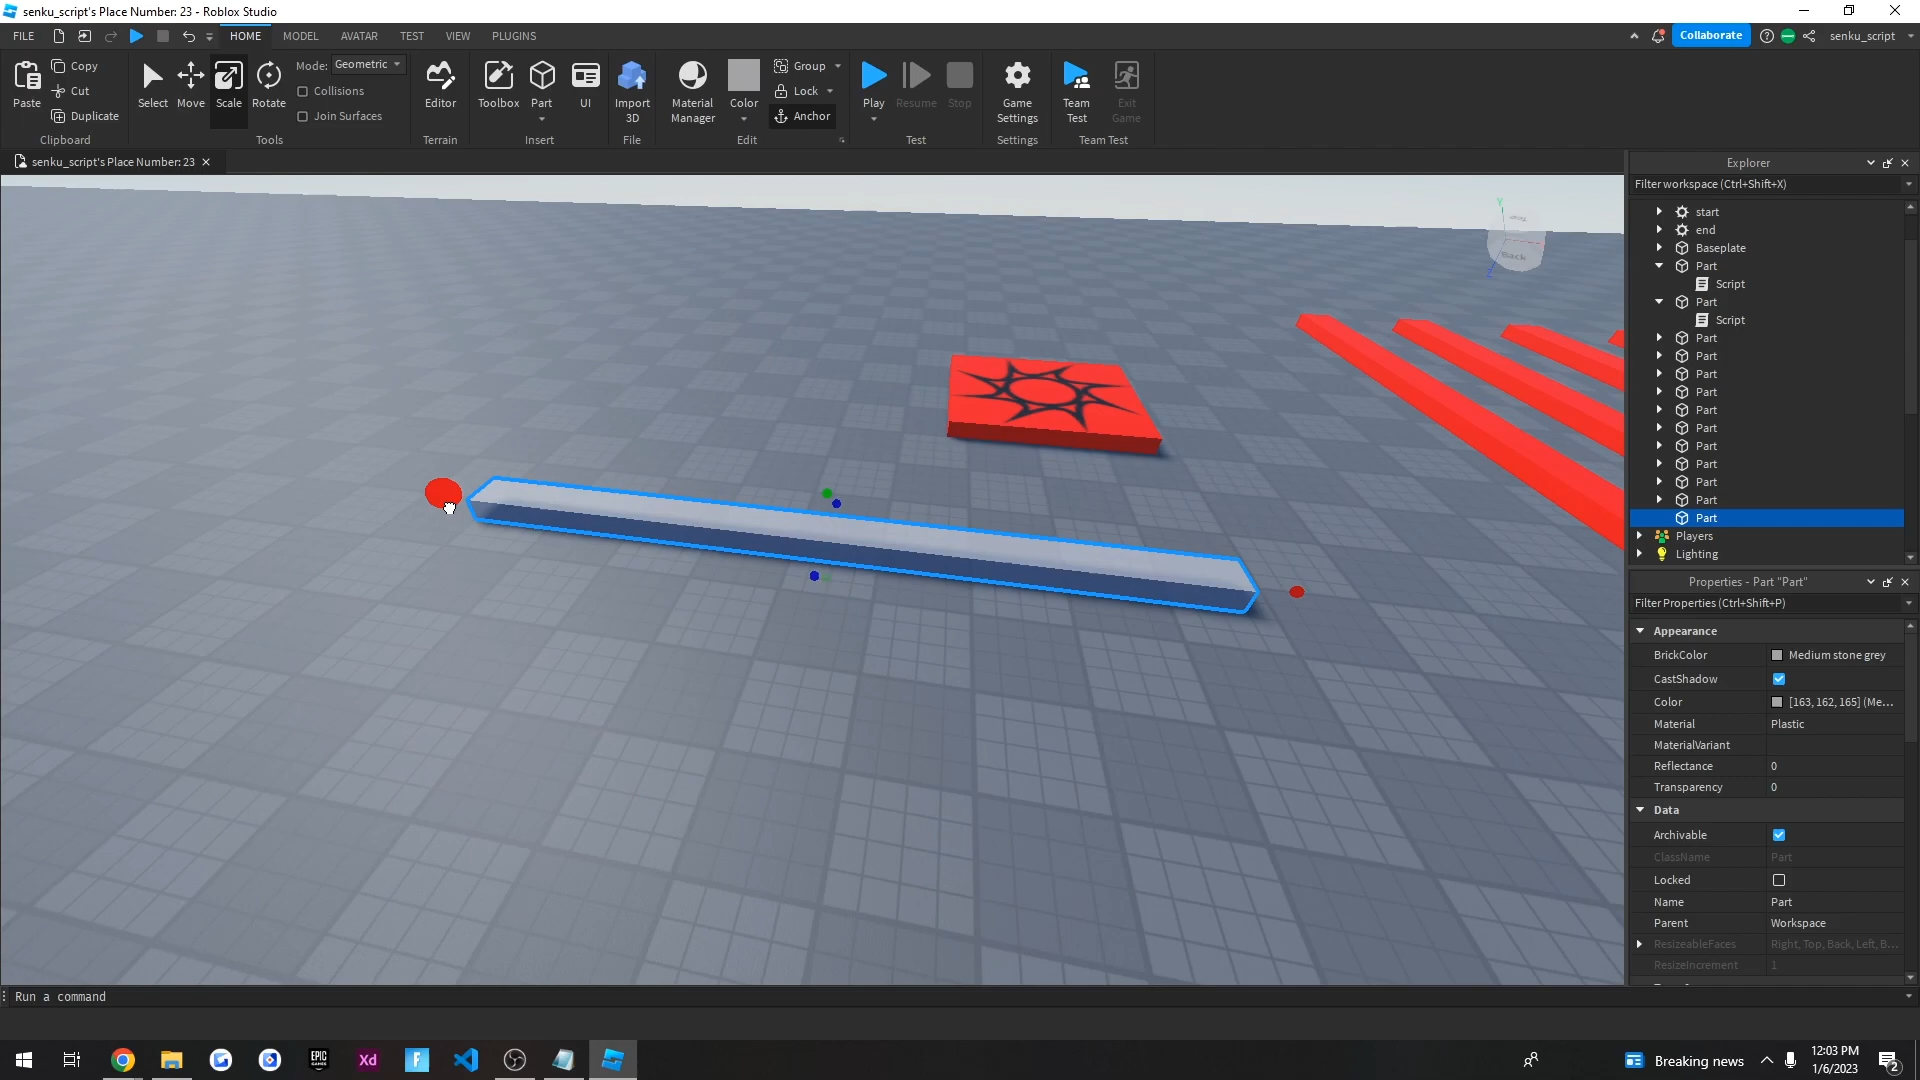 senku_script's Place Number: 23 - Roblox Studio
FILE HOME MODEL AVATAR TEST VIEW PLUGINS Collaborate senku_script
Paste Copy Cut Duplicate Clipboard
Select Move Scale Rotate Mode: Geometric Collisions Join Surfaces Tools
Editor Terrain
Toolbox Part UI Insert
Import 3D File
Material Manager Color Group Lock Anchor Edit
Play Resume Stop Test
Game Settings Settings
Team Test Exit Game Team Test
senku_script's Place Number: 23
Y
Back
Z
Explorer
Filter workspace (Ctrl+Shift+X)
start
end
Baseplate
Part
Script
Part
Script
Part
Part
Part
Part
Part
Part
Part
Part
Part
Part
Part
Players
Lighting
Properties - Part "Part"
Filter Properties (Ctrl+Shift+P)
Appearance
BrickColor Medium stone grey
CastShadow
Color [163, 162, 165] (Me...
Material Plastic
MaterialVariant
Reflectance 0
Transparency 0
Data
Archivable
ClassName Part
Locked
Name Part
Parent Workspace
ResizeableFaces Right, Top, Back, Left, B...
ResizeIncrement 1
Run a command
EPIC GAMES Xd
Breaking news
12:03 PM
1/6/2023
2